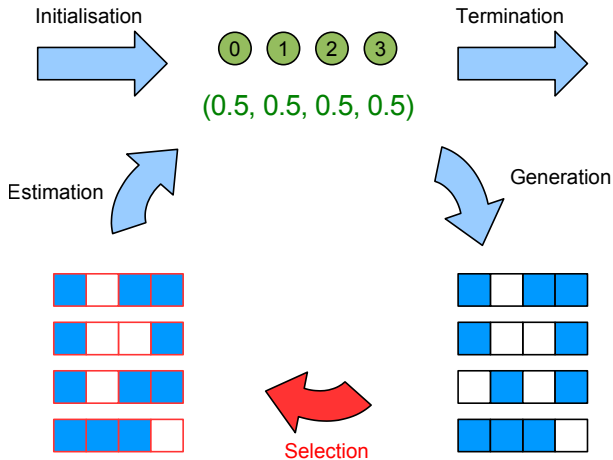 Initialisation
Termination
0 1 2 3
(0.5, 0.5, 0.5, 0.5)
Estimation
Generation
Selection